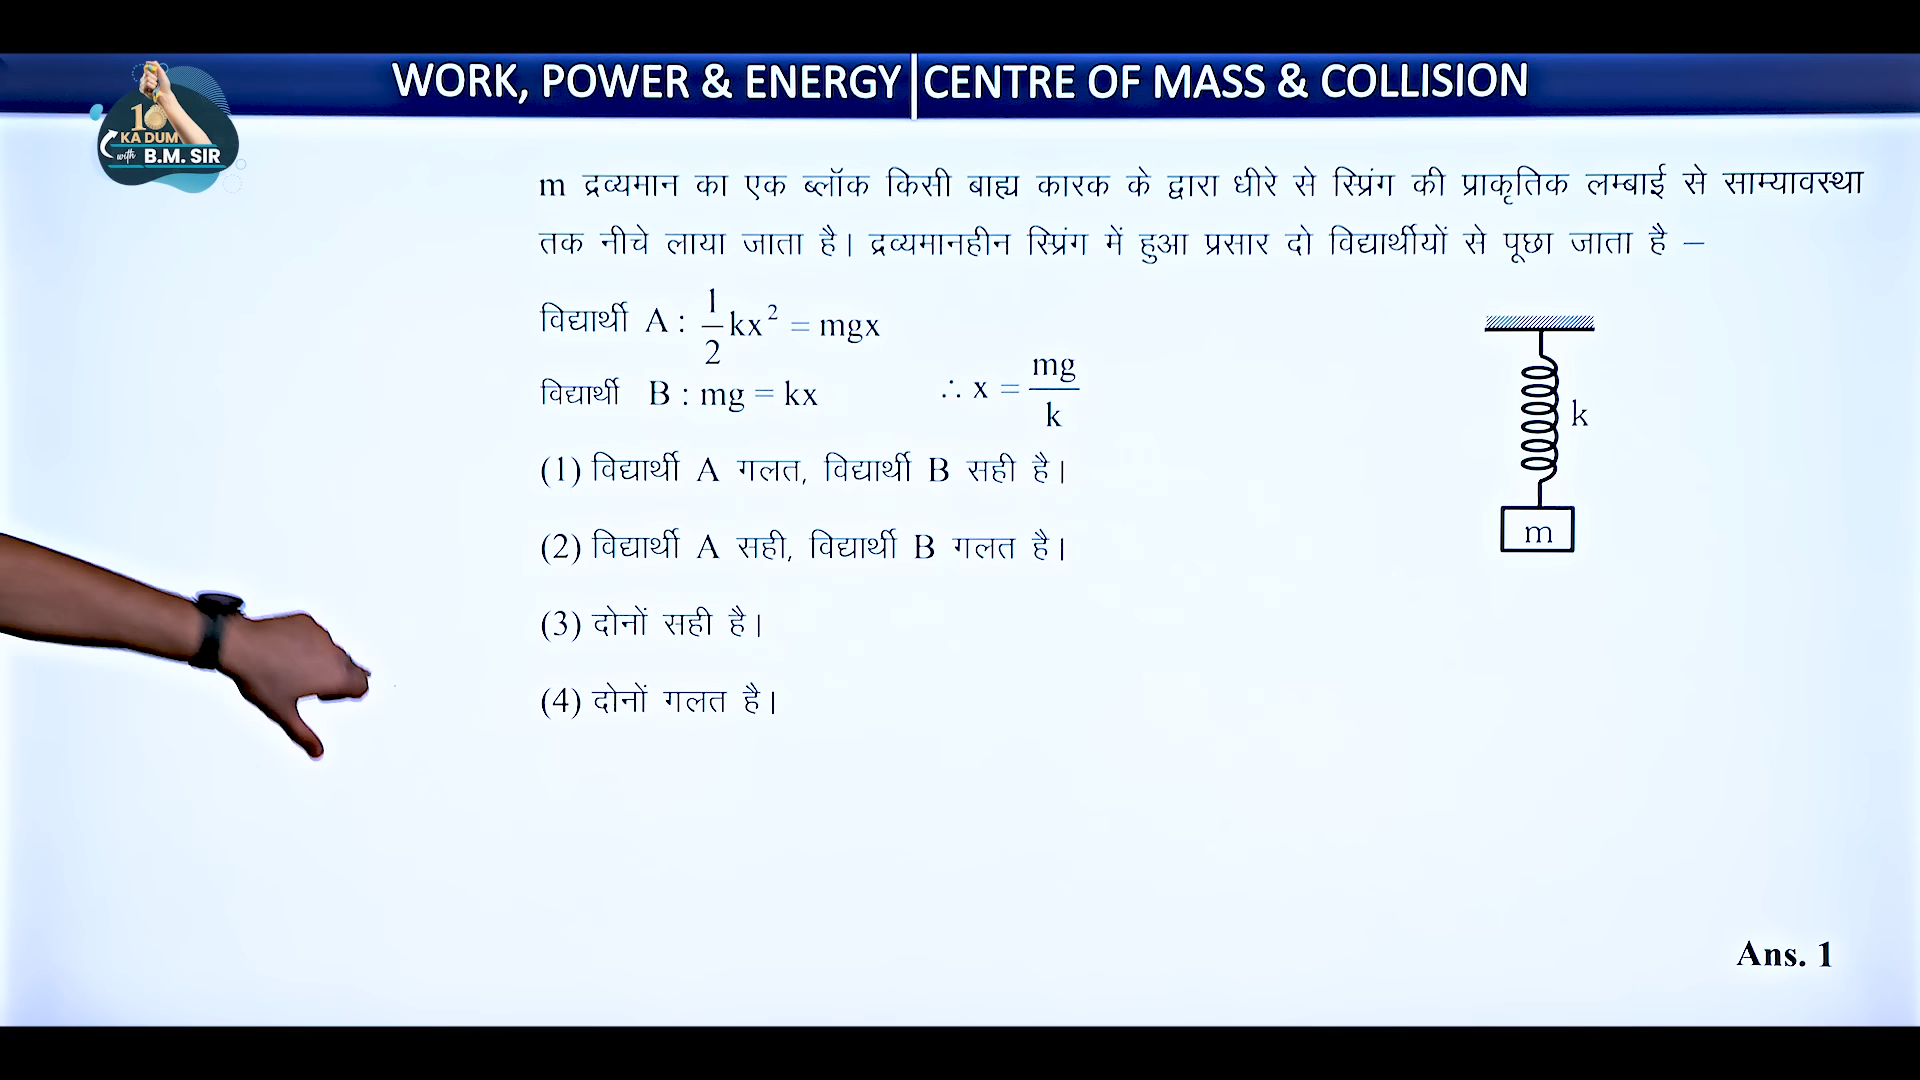 WORK, POWER & ENERGY | CENTRE OF MASS & COLLISION
10
KA DUM
with B.M. SIR
m द्रव्यमान का एक ब्लॉक किसी बाह्य कारक के द्वारा धीरे से स्प्रिंग की प्राकृतिक लम्बाई से साम्यावस्था
तक नीचे लाया जाता है। द्रव्यमानहीन स्प्रिंग में हुआ प्रसार दो विद्यार्थीयों से पूछा जाता है –
विद्यार्थी A : 1/2 kx² = mgx
विद्यार्थी B : mg = kx ∴ x = mg/k
(1) विद्यार्थी A गलत, विद्यार्थी B सही है।
(2) विद्यार्थी A सही, विद्यार्थी B गलत है।
(3) दोनों सही है।
(4) दोनों गलत है।
k
m
Ans. 1